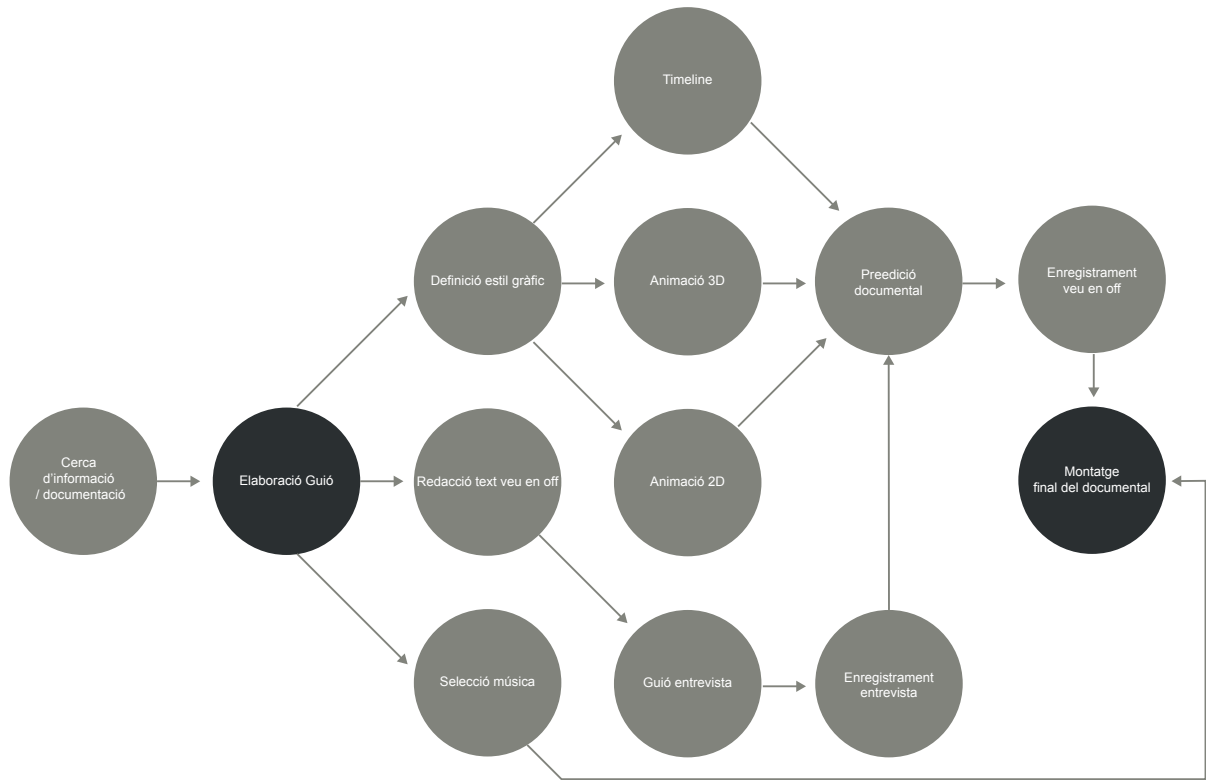 Timeline
Definició estil gràfic
Animació 3D
Preedició
documental
Enregistrament
veu en off
Cerca
d'informació
/ documentació
Elaboració Guió
Redacció text veu en off
Animació 2D
Montatge
final del documental
Selecció música
Guió entrevista
Enregistrament
entrevista